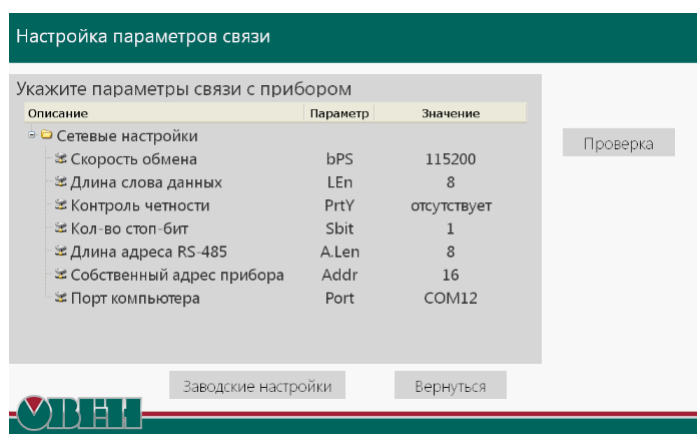 Настройка параметров связи
Укажите параметры связи с прибором
Описание Параметр Значение
Сетевые настройки
Проверка
Скорость обмена bPS 115200
Длина слова данных LEn 8
Контроль четности PrtY отсутствует
Кол-во стоп-бит Sbit 1
Длина адреса RS-485 A.Len 8
Собственный адрес прибора Addr 16
Порт компьютера Port COM12
Заводские настройки Вернуться
ОВЕН